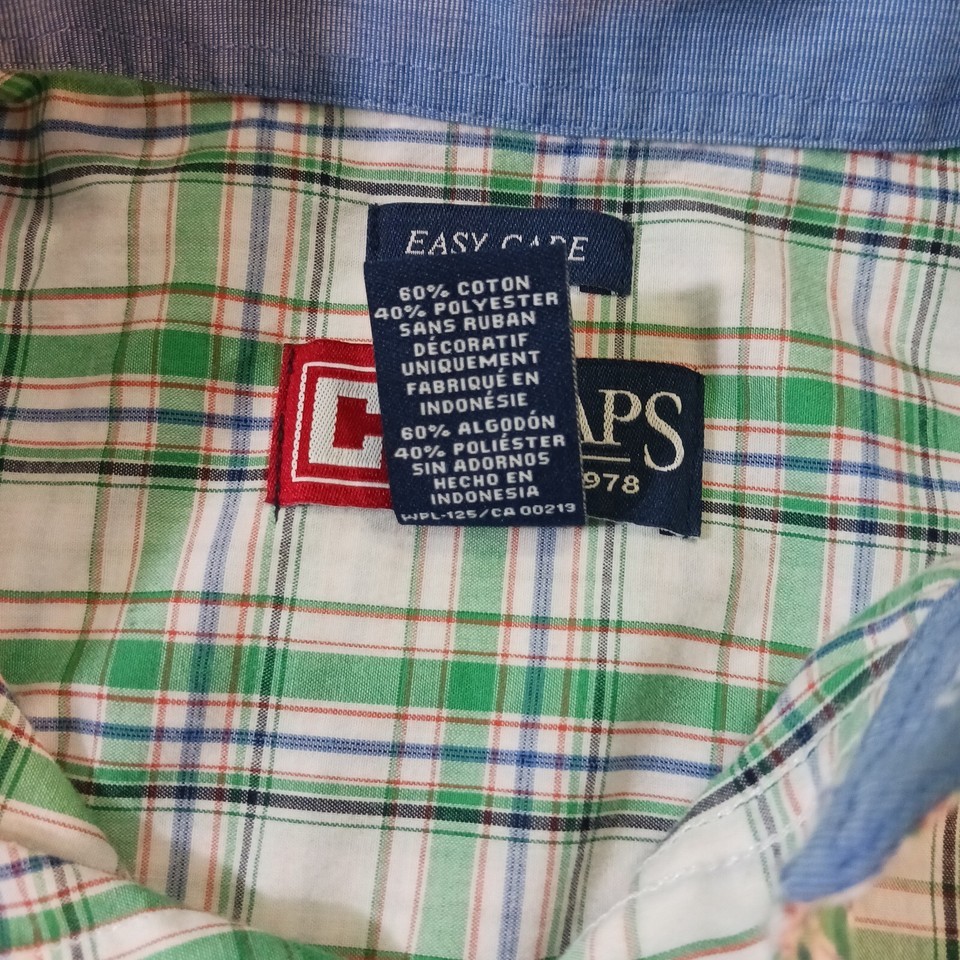 EASY CARE
60% COTON
40% POLYESTER
SANS RUBAN
DÉCORATIF
UNIQUEMENT
FABRIQUÉ EN
INDONÉSIE
60% ALGODÓN
40% POLIÉSTER
SIN ADORNOS
HECHO EN
INDONESIA
WPL-125/CA 00213
C
APS
978